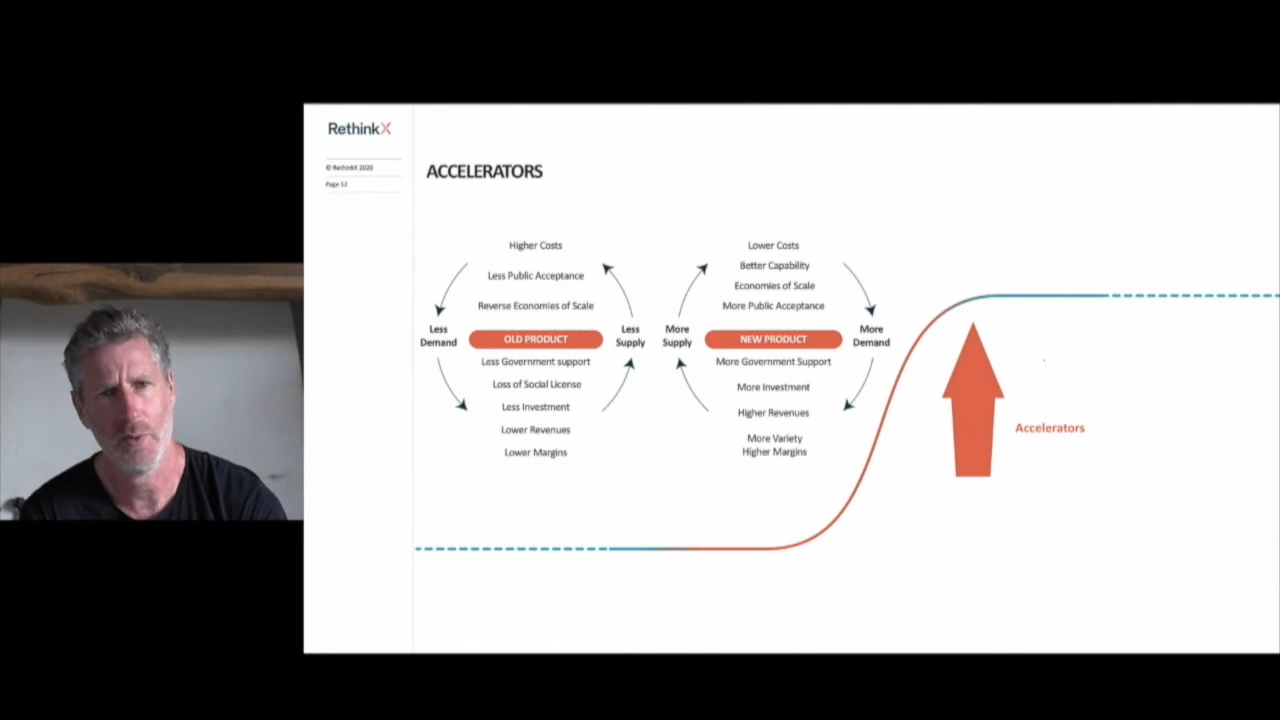 RethinkX
© RethinkX 2020
Page 12
ACCELERATORS
Higher Costs
Less Public Acceptance
Reverse Economies of Scale
Less
Demand
OLD PRODUCT
Less
Supply
Less Government support
Loss of Social License
Less Investment
Lower Revenues
Lower Margins
Lower Costs
Better Capability
Economies of Scale
More Public Acceptance
More
Supply
NEW PRODUCT
More
Demand
More Government Support
More Investment
Higher Revenues
More Variety
Higher Margins
Accelerators